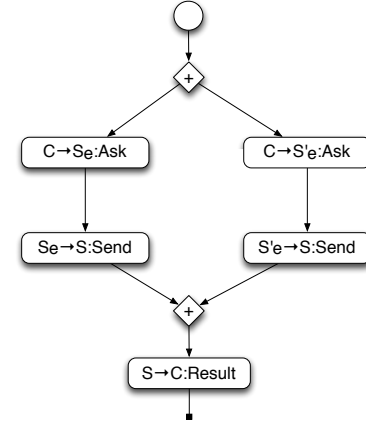 +
C→Se:Ask C→S'e:Ask
Se→S:Send S'e→S:Send
+
S→C:Result